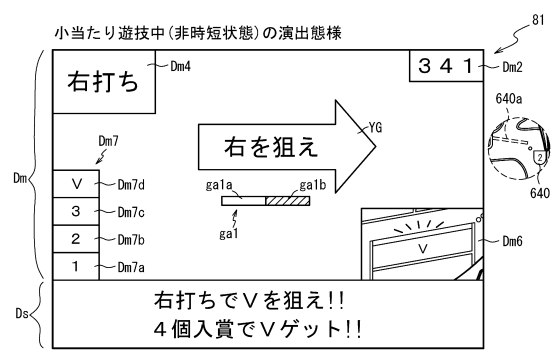 小当たり遊技中(非時短状態)の演出態様
81
右打ち
Dm4
3 4 1
Dm2
640a
2
640
Dm7
Dm
右を狙え
YG
V
Dm7d
3
Dm7c
2
Dm7b
1
Dm7a
ga1a
ga1b
ga1
V
Dm6
Ds
右打ちでVを狙え!!
4個入賞でVゲット!!